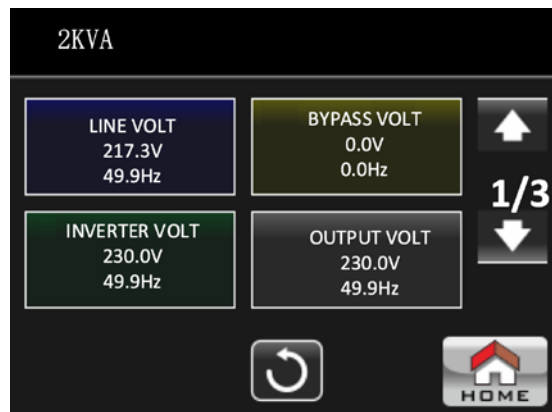 2KVA
LINE VOLT
217.3V
49.9Hz
BYPASS VOLT
0.0V
0.0Hz
1/3
INVERTER VOLT
230.0V
49.9Hz
OUTPUT VOLT
230.0V
49.9Hz
HOME